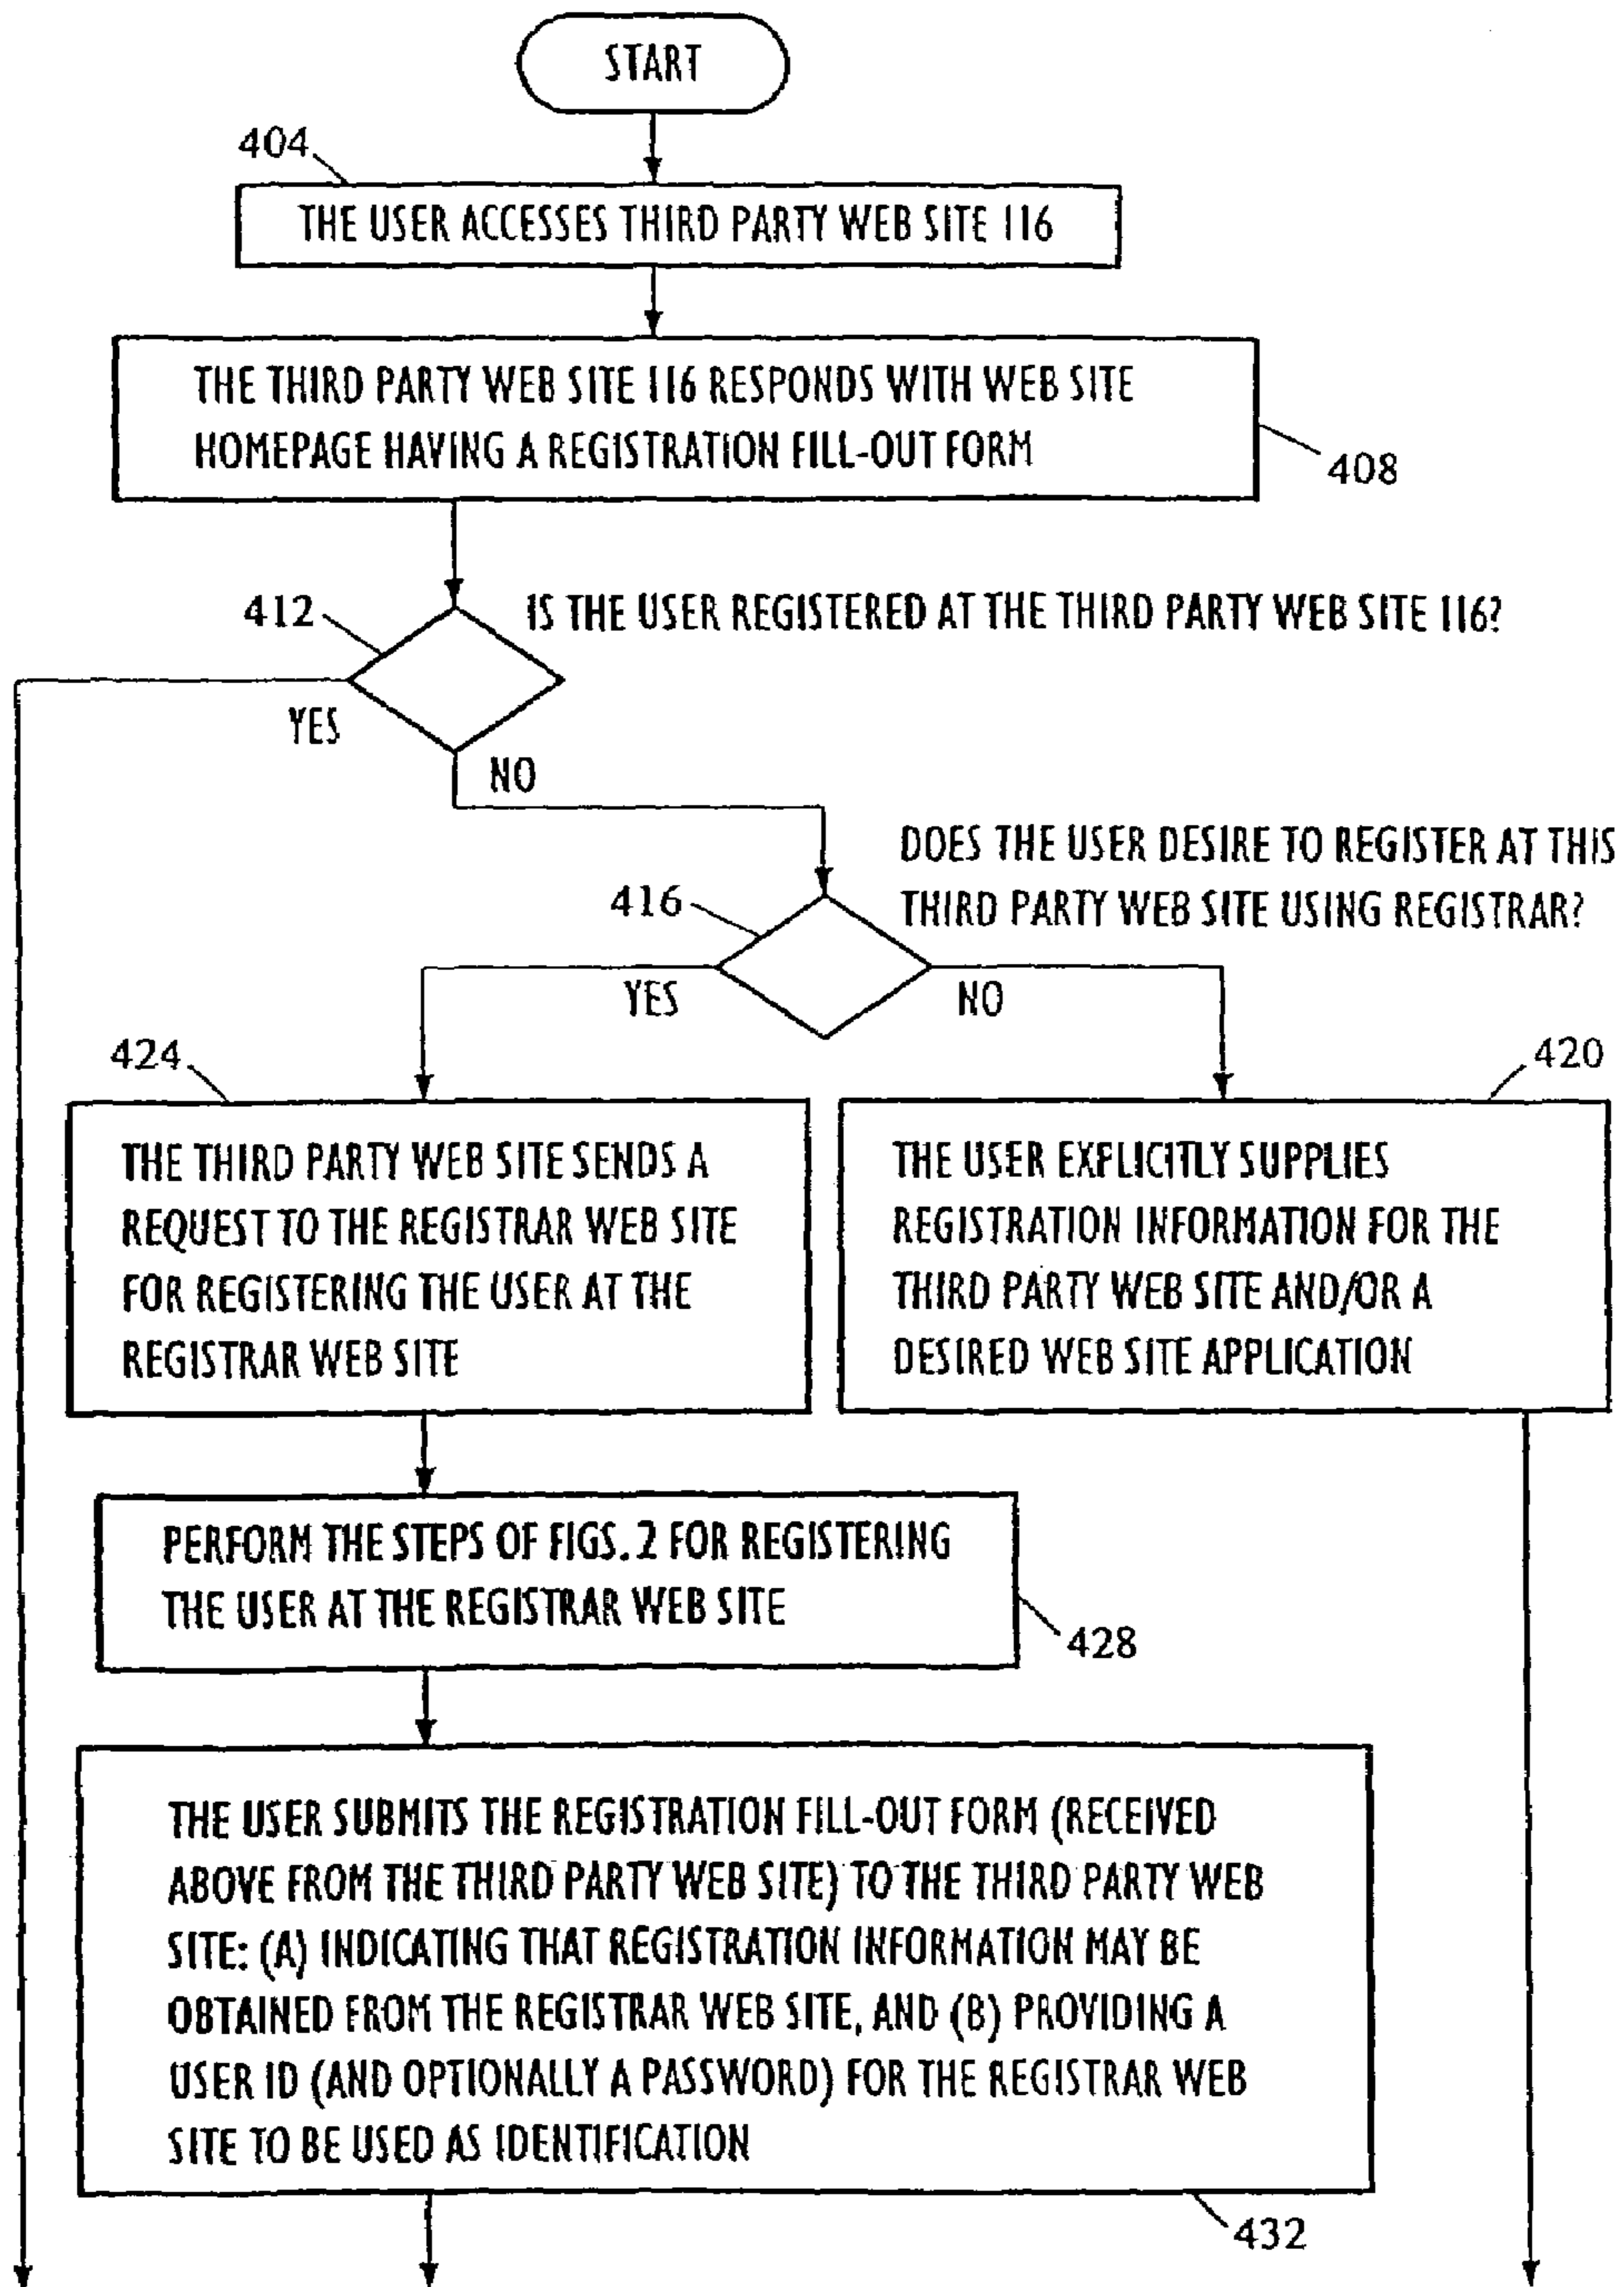 START
404
THE USER ACCESSES THIRD PARTY WEB SITE 116
THE THIRD PARTY WEB SITE 116 RESPONDS WITH WEB SITE
HOMEPAGE HAVING A REGISTRATION FILL-OUT FORM
408
412
IS THE USER REGISTERED AT THE THIRD PARTY WEB SITE 116?
YES
NO
DOES THE USER DESIRE TO REGISTER AT THIS
THIRD PARTY WEB SITE USING REGISTRAR?
416
YES
NO
424
THE THIRD PARTY WEB SITE SENDS A
REQUEST TO THE REGISTRAR WEB SITE
FOR REGISTERING THE USER AT THE
REGISTRAR WEB SITE
420
THE USER EXPLICITLY SUPPLIES
REGISTRATION INFORMATION FOR THE
THIRD PARTY WEB SITE AND/OR A
DESIRED WEB SITE APPLICATION
PERFORM THE STEPS OF FIGS. 2 FOR REGISTERING
THE USER AT THE REGISTRAR WEB SITE
428
THE USER SUBMITS THE REGISTRATION FILL-OUT FORM (RECEIVED
ABOVE FROM THE THIRD PARTY WEB SITE) TO THE THIRD PARTY WEB
SITE: (A) INDICATING THAT REGISTRATION INFORMATION MAY BE
OBTAINED FROM THE REGISTRAR WEB SITE, AND (B) PROVIDING A
USER ID (AND OPTIONALLY A PASSWORD) FOR THE REGISTRAR WEB
SITE TO BE USED AS IDENTIFICATION
432